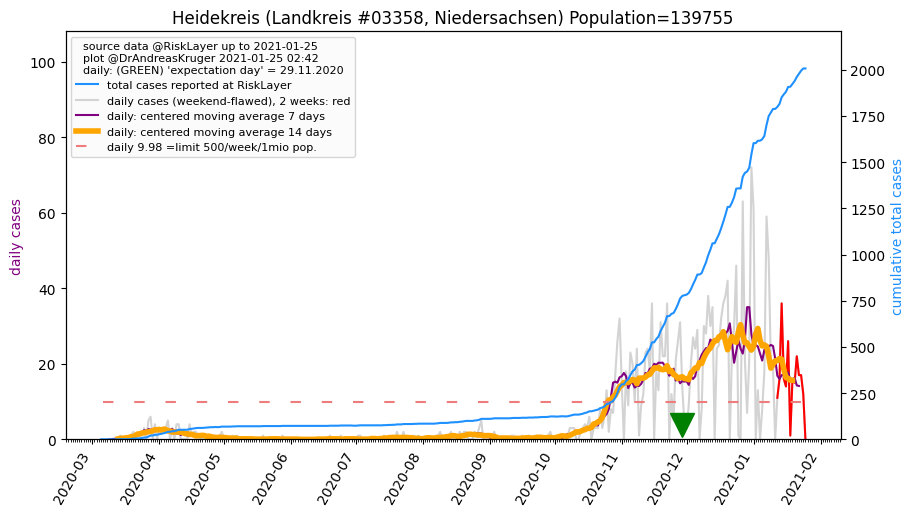 Heidekreis (Landkreis #03358, Niedersachsen) Population=139755
source data @RiskLayer up to 2021-01-25
plot @DrAndreasKruger 2021-01-25 02:42
daily: (GREEN) 'expectation day' = 29.11.2020
total cases reported at RiskLayer
daily cases (weekend-flawed), 2 weeks: red
daily: centered moving average 7 days
daily: centered moving average 14 days
daily 9.98 =limit 500/week/1mio pop.
daily cases
100
80
60
40
20
0
cumulative total cases
2000
1750
1500
1250
1000
750
500
250
0
2020-03
2020-04
2020-05
2020-06
2020-07
2020-08
2020-09
2020-10
2020-11
2020-12
2021-01
2021-02